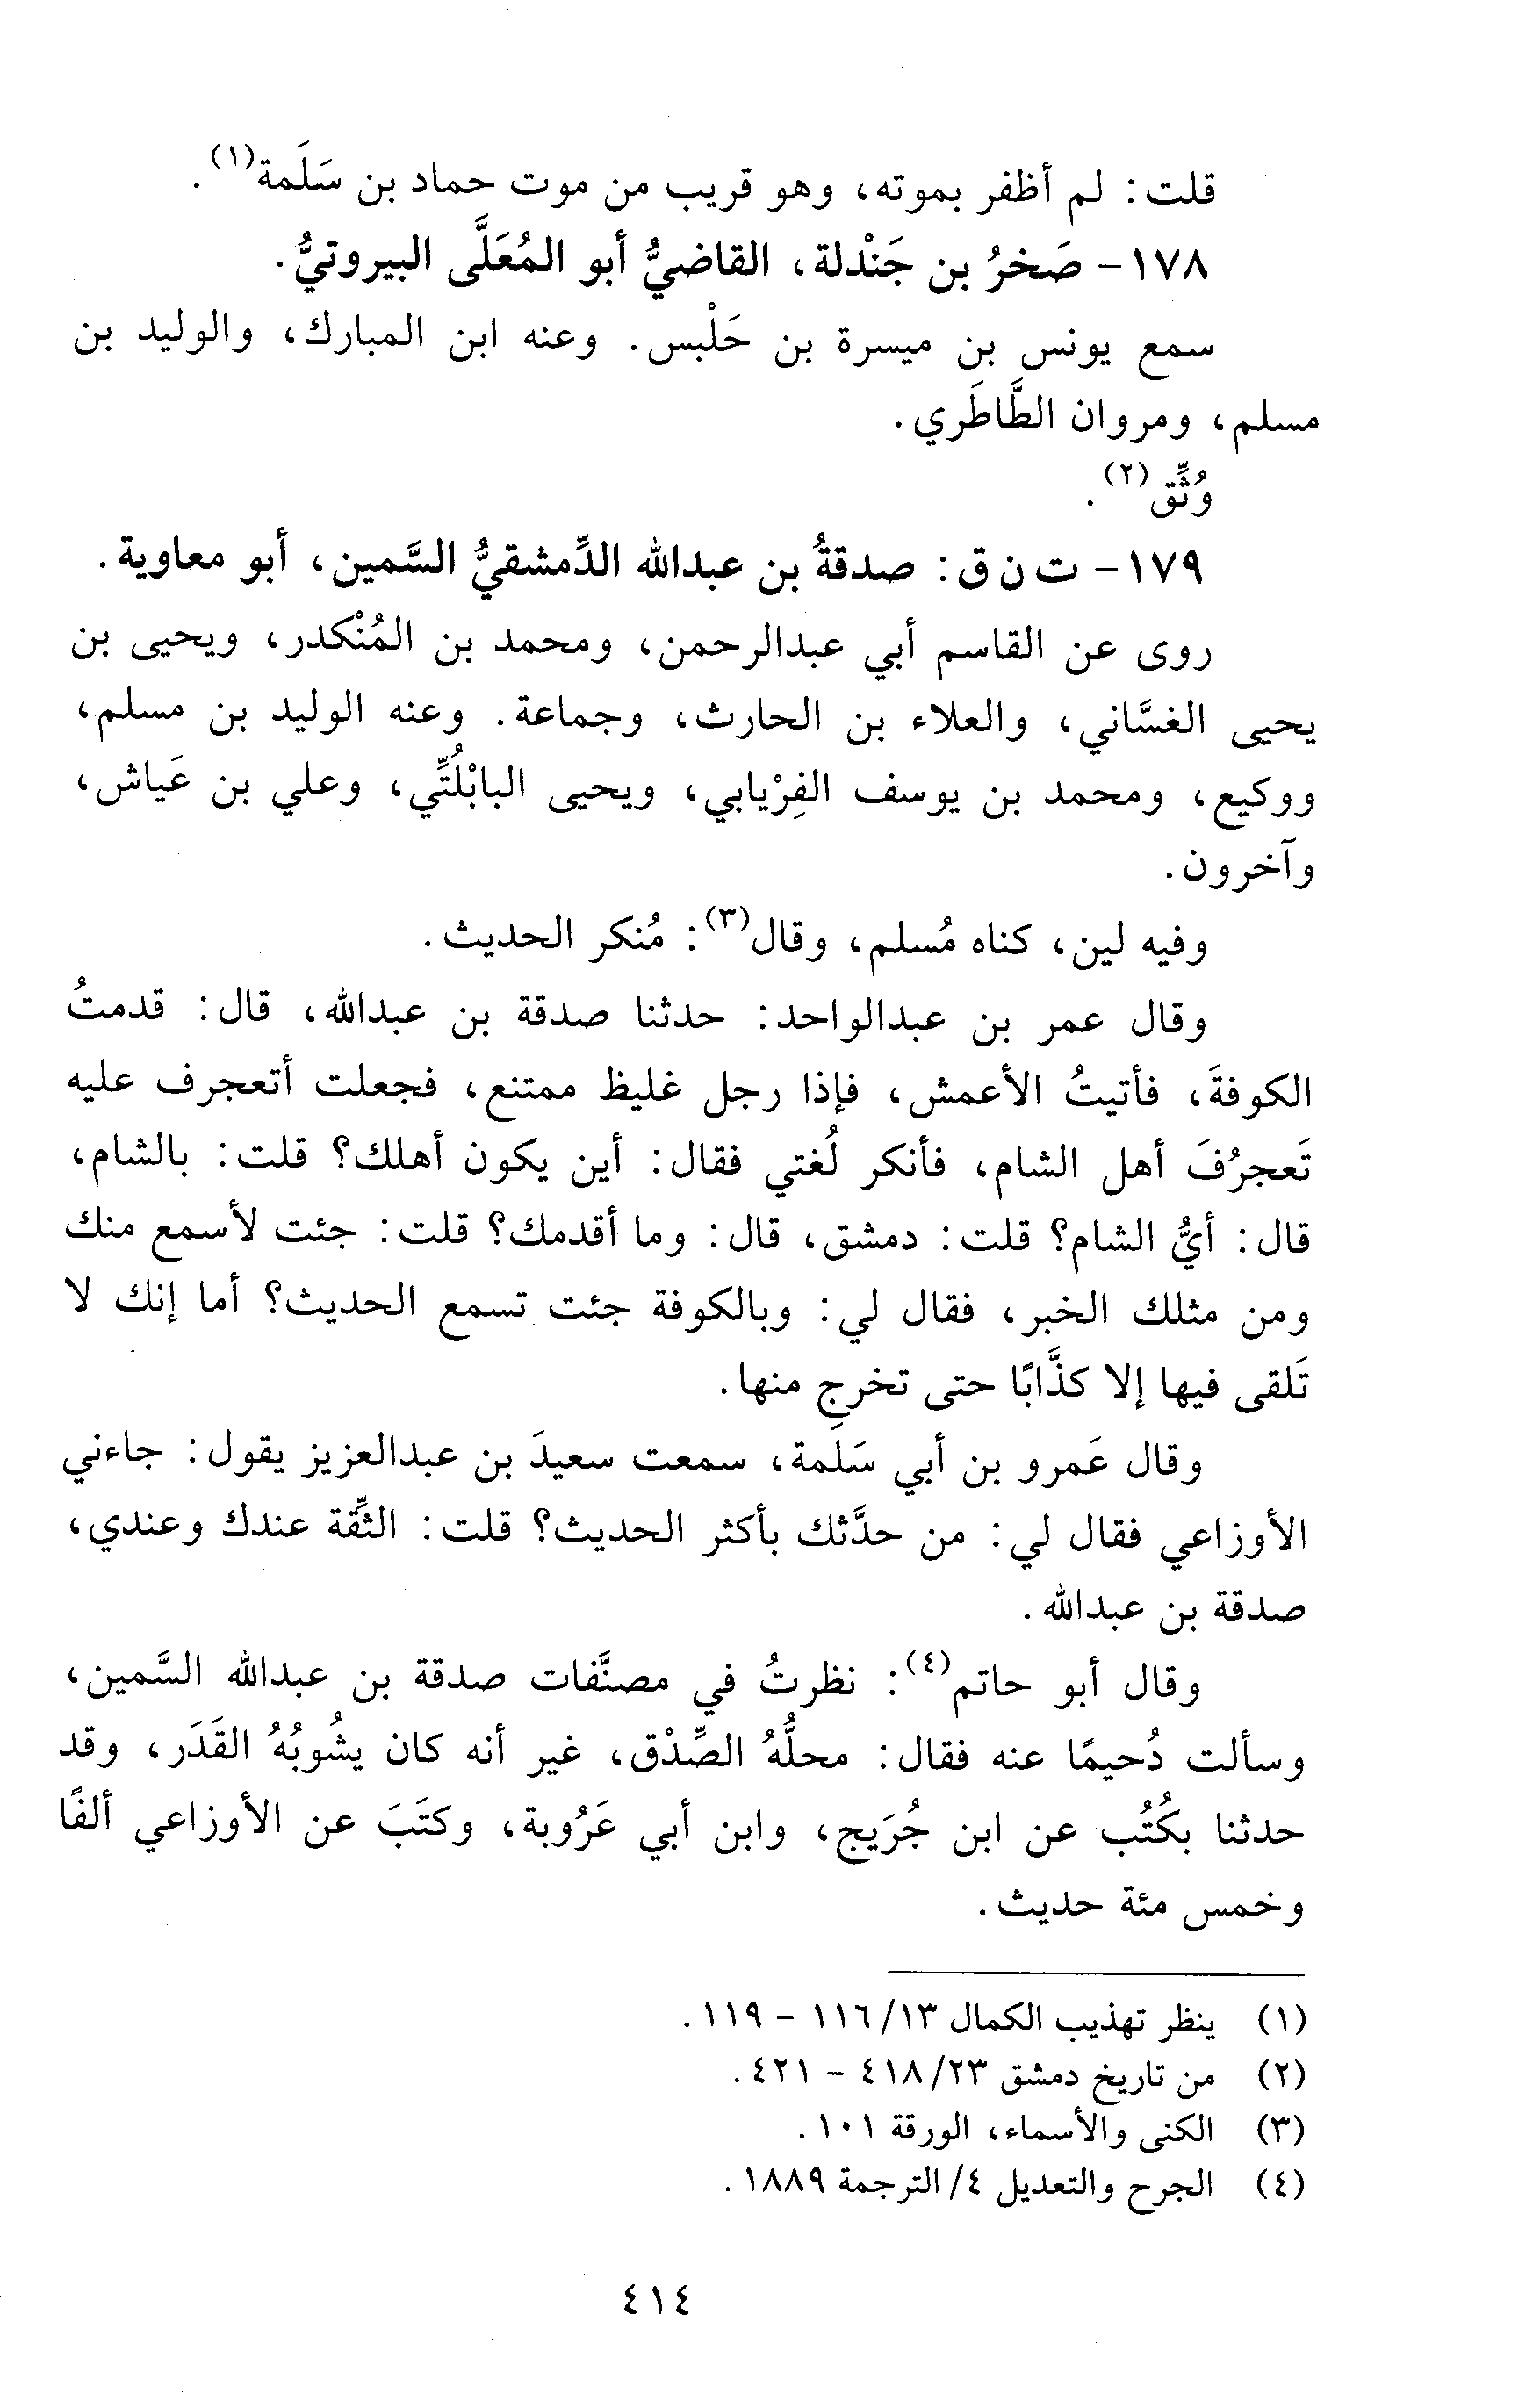 قلت: لم أظفر بموته، وهو قريب من موت حماد بن سَلَمة(١).
١٧٨- صَخرُ بن جَنْدلة، القاضيُّ أبو المُعَلَّى البيروتيُّ.
سمع يونس بن ميسرة بن حَلْبس. وعنه ابن المبارك، والوليد بن
مسلم، ومروان الطَّاطَري.
وُثِّق(٢).
١٧٩- ت ن ق: صدقةُ بن عبدالله الدِّمشقيُّ السَّمين، أبو معاوية.
روى عن القاسم أبي عبدالرحمن، ومحمد بن المُنْكدر، ويحيى بن
يحيى الغسَّاني، والعلاء بن الحارث، وجماعة. وعنه الوليد بن مسلم،
ووكيع، ومحمد بن يوسف الفِرْيابي، ويحيى البابْلُتِّي، وعلي بن عَياش،
وآخرون.
وفيه لين، كناه مُسلم، وقال(٣): مُنكر الحديث.
وقال عمر بن عبدالواحد: حدثنا صدقة بن عبدالله، قال: قدمتُ
الكوفةَ، فأتيتُ الأعمش، فإذا رجل غليظ ممتنع، فجعلت أتعجرف عليه
تَعجرُفَ أهل الشام، فأنكر لُغتي فقال: أين يكون أهلك؟ قلت: بالشام،
قال: أيُّ الشام؟ قلت: دمشق، قال: وما أقدمك؟ قلت: جئت لأسمع منك
ومن مثلك الخبر، فقال لي: وبالكوفة جئت تسمع الحديث؟ أما إنك لا
تَلقى فيها إلا كذَّابًا حتى تخرج منها.
وقال عَمرو بن أبي سَلَمة، سمعت سعيدَ بن عبدالعزيز يقول: جاءني
الأوزاعي فقال لي: من حدَّثك بأكثر الحديث؟ قلت: الثِّقة عندك وعندي،
صدقة بن عبدالله.
وقال أبو حاتم(٤): نظرتُ في مصنَّفات صدقة بن عبدالله السَّمين،
وسألت دُحيمًا عنه فقال: محلُّهُ الصِّدْق، غير أنه كان يشُوبُهُ القَدَر، وقد
حدثنا بكُتُب عن ابن جُرَيج، وابن أبي عَرُوبة، وكتَبَ عن الأوزاعي ألفًا
وخمس مئة حديث.
(١) ينظر تهذيب الكمال ١٣/ ١١٦ - ١١٩.
(٢) من تاريخ دمشق ٢٣/ ٤١٨ - ٤٢١.
(٣) الكنى والأسماء، الورقة ١٠١.
(٤) الجرح والتعديل ٤/ الترجمة ١٨٨٩.
٤١٤